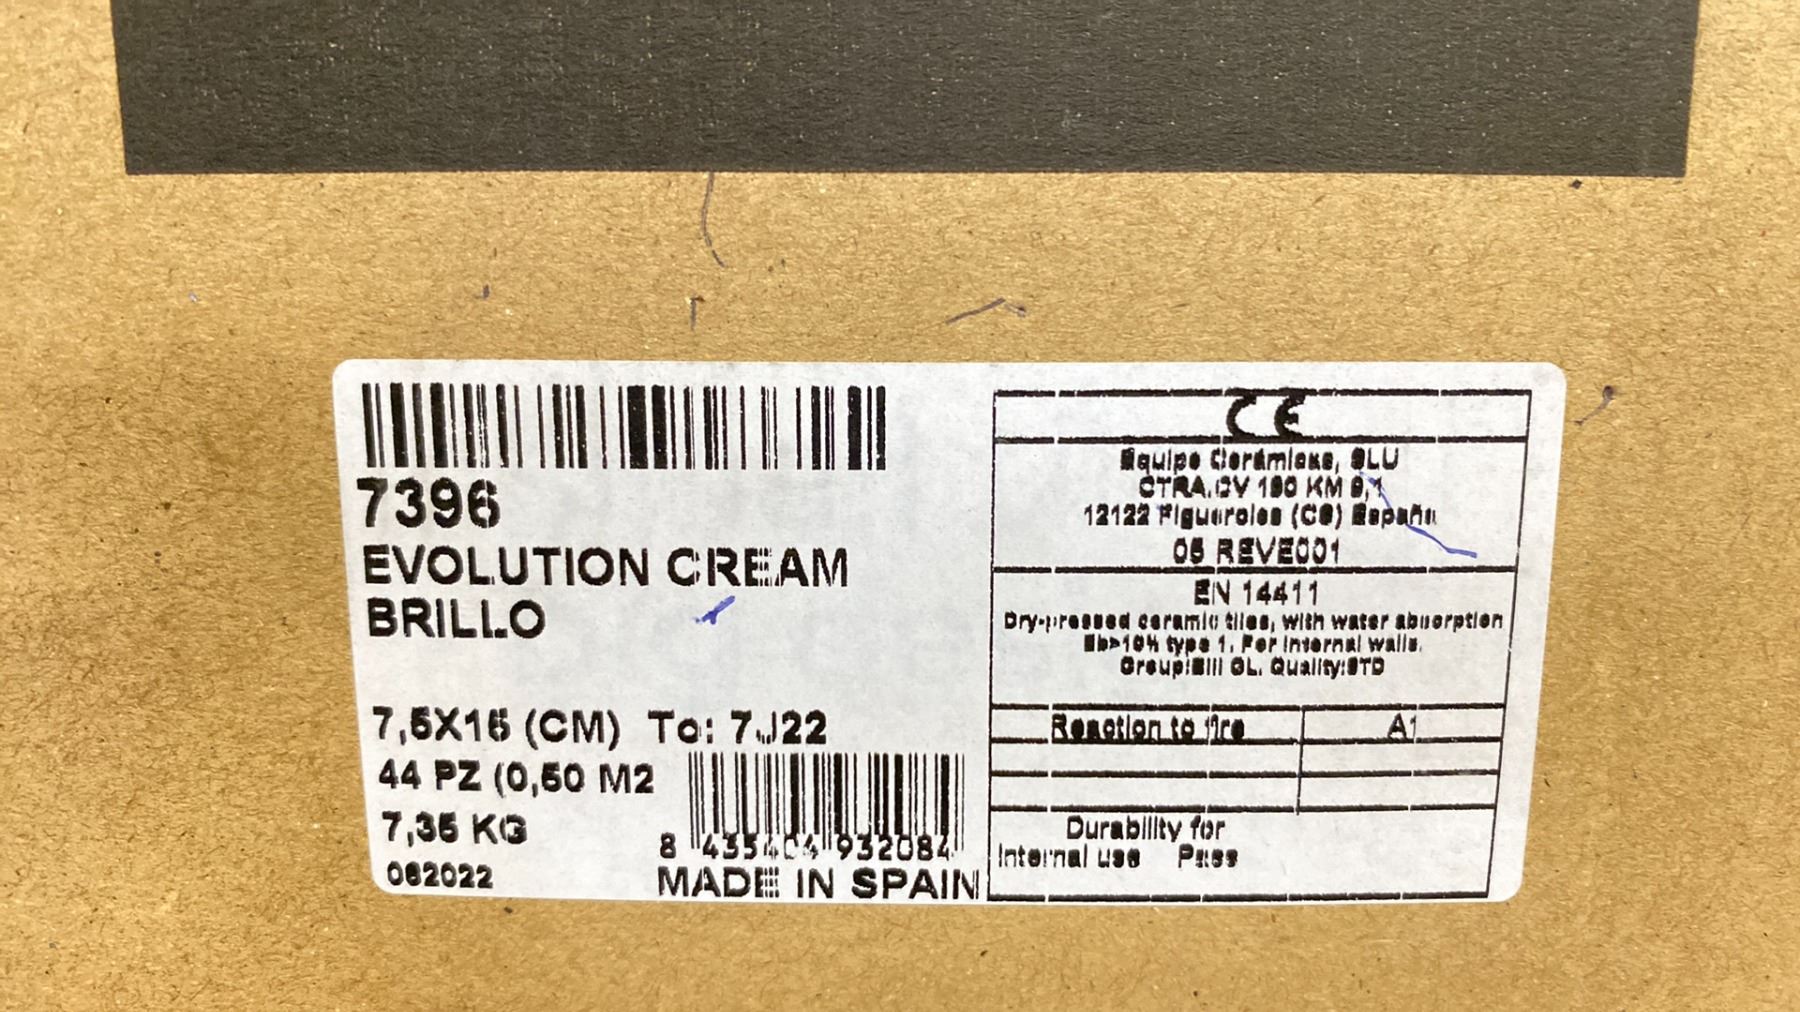 7396
EVOLUTION CREAM
BRILLO
7,5X15 (CM) To: 7J22
44 PZ (0,50 M2
7,35 KG
062022
8 435404 932084
MADE IN SPAIN
CE
Equipe Cerámicas, SLU
CTRA.CV 160 KM 9,1
12122 Figueroles (CS) España
05 REVE001
EN 14411
Dry-pressed ceramic tiles, with water absorption
Eb>10% type 1. For internal walls.
Group:BIII GL. Quality:STD
Reaction to fire A1
Durability for
Internal use Pass